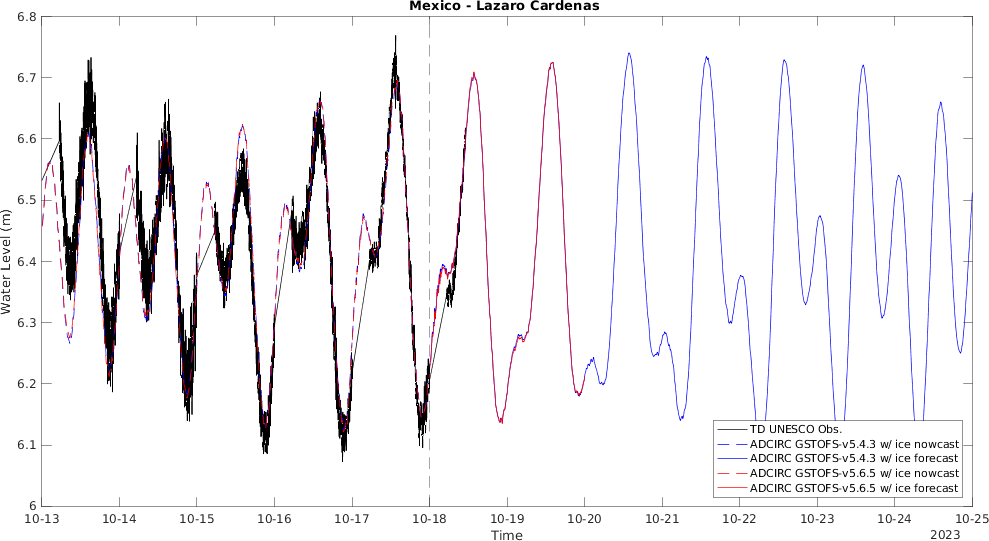 Mexico - Lazaro Cardenas
6.8
6.7
6.6
6.5
6.4
6.3
6.2
6.1
6
Water Level (m)
10-13
10-14
10-15
10-16
10-17
10-18
10-19
10-20
10-21
10-22
10-23
10-24
10-25
Time
2023
TD UNESCO Obs.
ADCIRC GSTOFS-v5.4.3 w/ ice nowcast
ADCIRC GSTOFS-v5.4.3 w/ ice forecast
ADCIRC GSTOFS-v5.6.5 w/ ice nowcast
ADCIRC GSTOFS-v5.6.5 w/ ice forecast